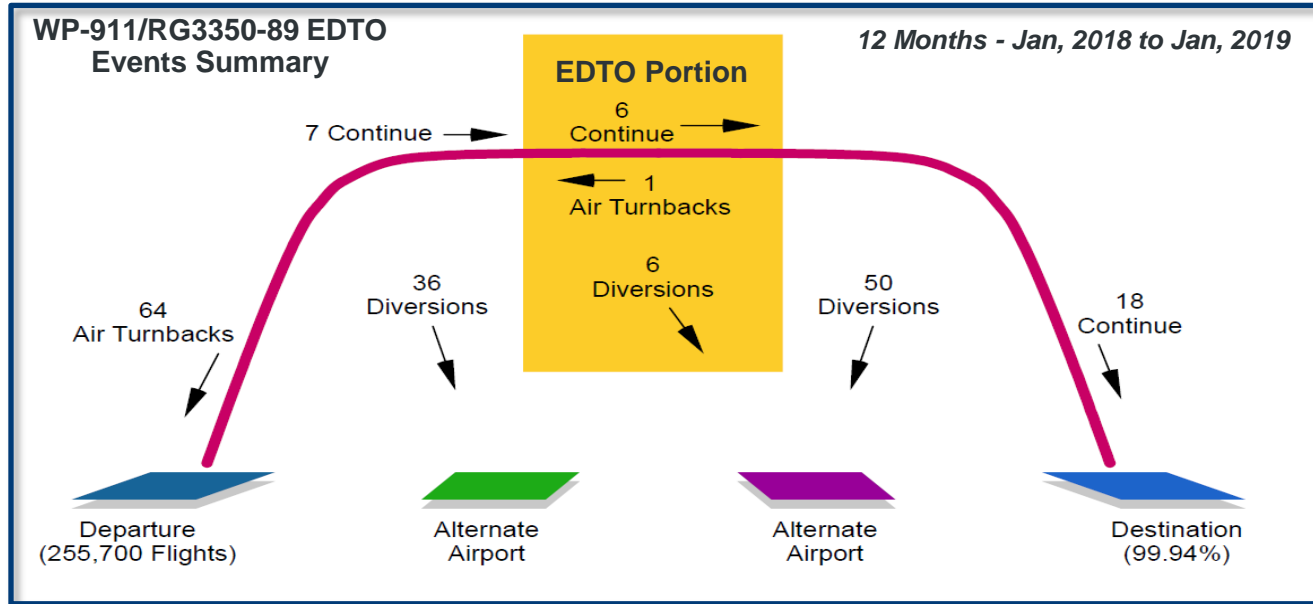 WP-911/RG3350-89 EDTO
Events Summary
12 Months - Jan, 2018 to Jan, 2019
EDTO Portion
7 Continue
6
Continue
1
Air Turnbacks
64
Air Turnbacks
36
Diversions
6
Diversions
50
Diversions
18
Continue
Departure
(255,700 Flights)
Alternate
Airport
Alternate
Airport
Destination
(99.94%)